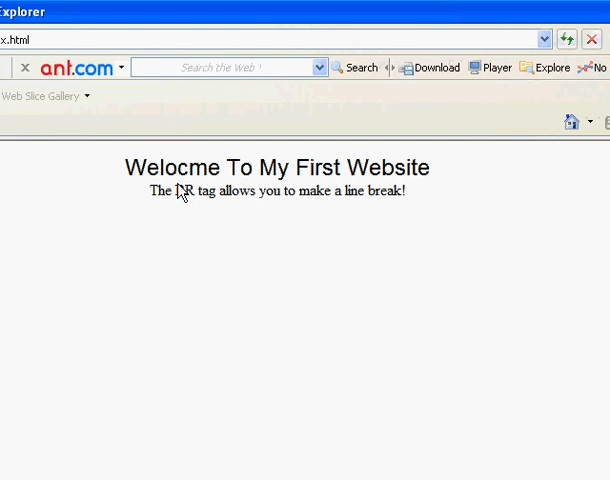 Explorer
x.html
x ant.com Search the Web Search Download Player Explore No
Web Slice Gallery
Welocme To My First Website
The BR tag allows you to make a line break!